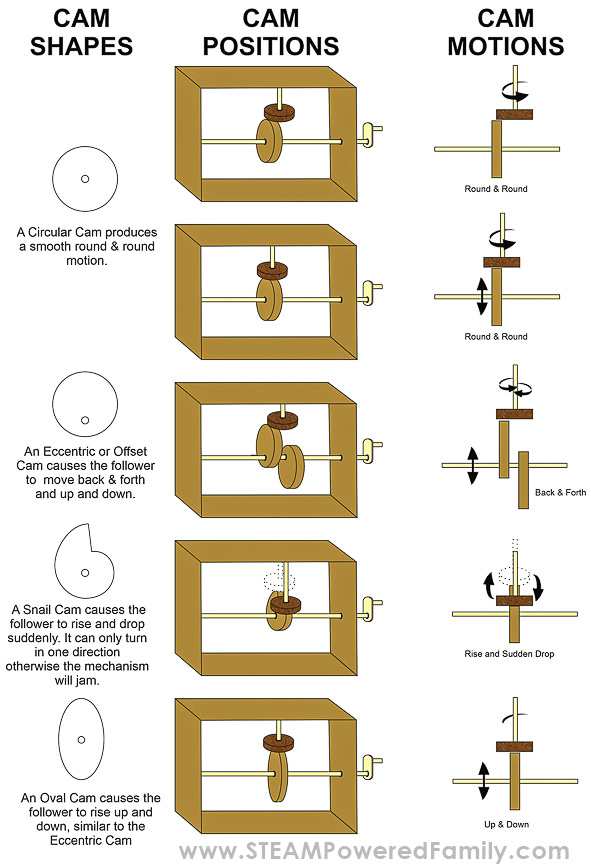 CAM
SHAPES
CAM
POSITIONS
CAM
MOTIONS
Round & Round
A Circular Cam produces
a smooth round & round
motion.
Round & Round
An Eccentric or Offset
Cam causes the follower
to move back & forth
and up and down.
Back & Forth
A Snail Cam causes the
follower to rise and drop
suddenly. It can only turn
in one direction
otherwise the mechanism
will jam.
Rise and Sudden Drop
An Oval Cam causes the
follower to rise up and
down, similar to the
Eccentric Cam
Up & Down
www.STEAMPoweredFamily.com